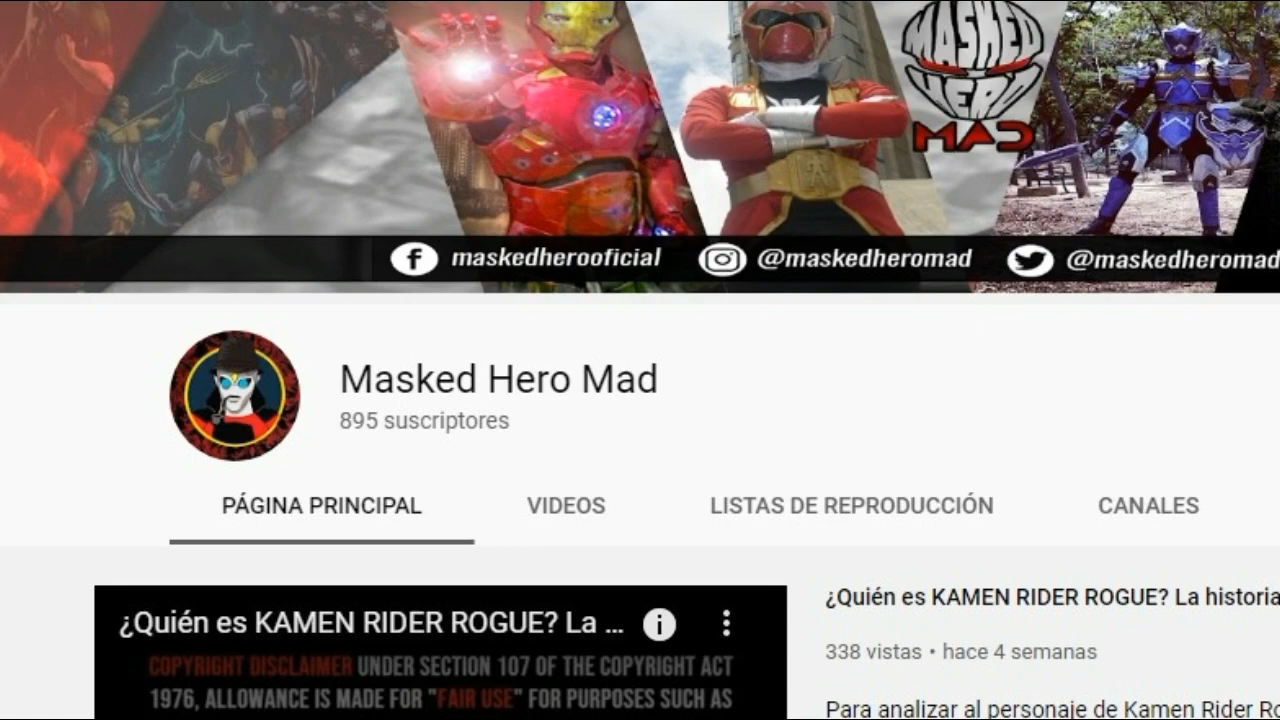 MASKED
HERO
MAD
maskedherooficial
@maskedheromad
@maskedheromad
Masked Hero Mad
895 suscriptores
PÁGINA PRINCIPAL
VIDEOS
LISTAS DE REPRODUCCIÓN
CANALES
¿Quién es KAMEN RIDER ROGUE? La ...
COPYRIGHT DISCLAIMER UNDER SECTION 107 OF THE COPYRIGHT ACT
1976, ALLOWANCE IS MADE FOR "FAIR USE" FOR PURPOSES SUCH AS
¿Quién es KAMEN RIDER ROGUE? La historia
338 vistas • hace 4 semanas
Para analizar al personaje de Kamen Rider Ro